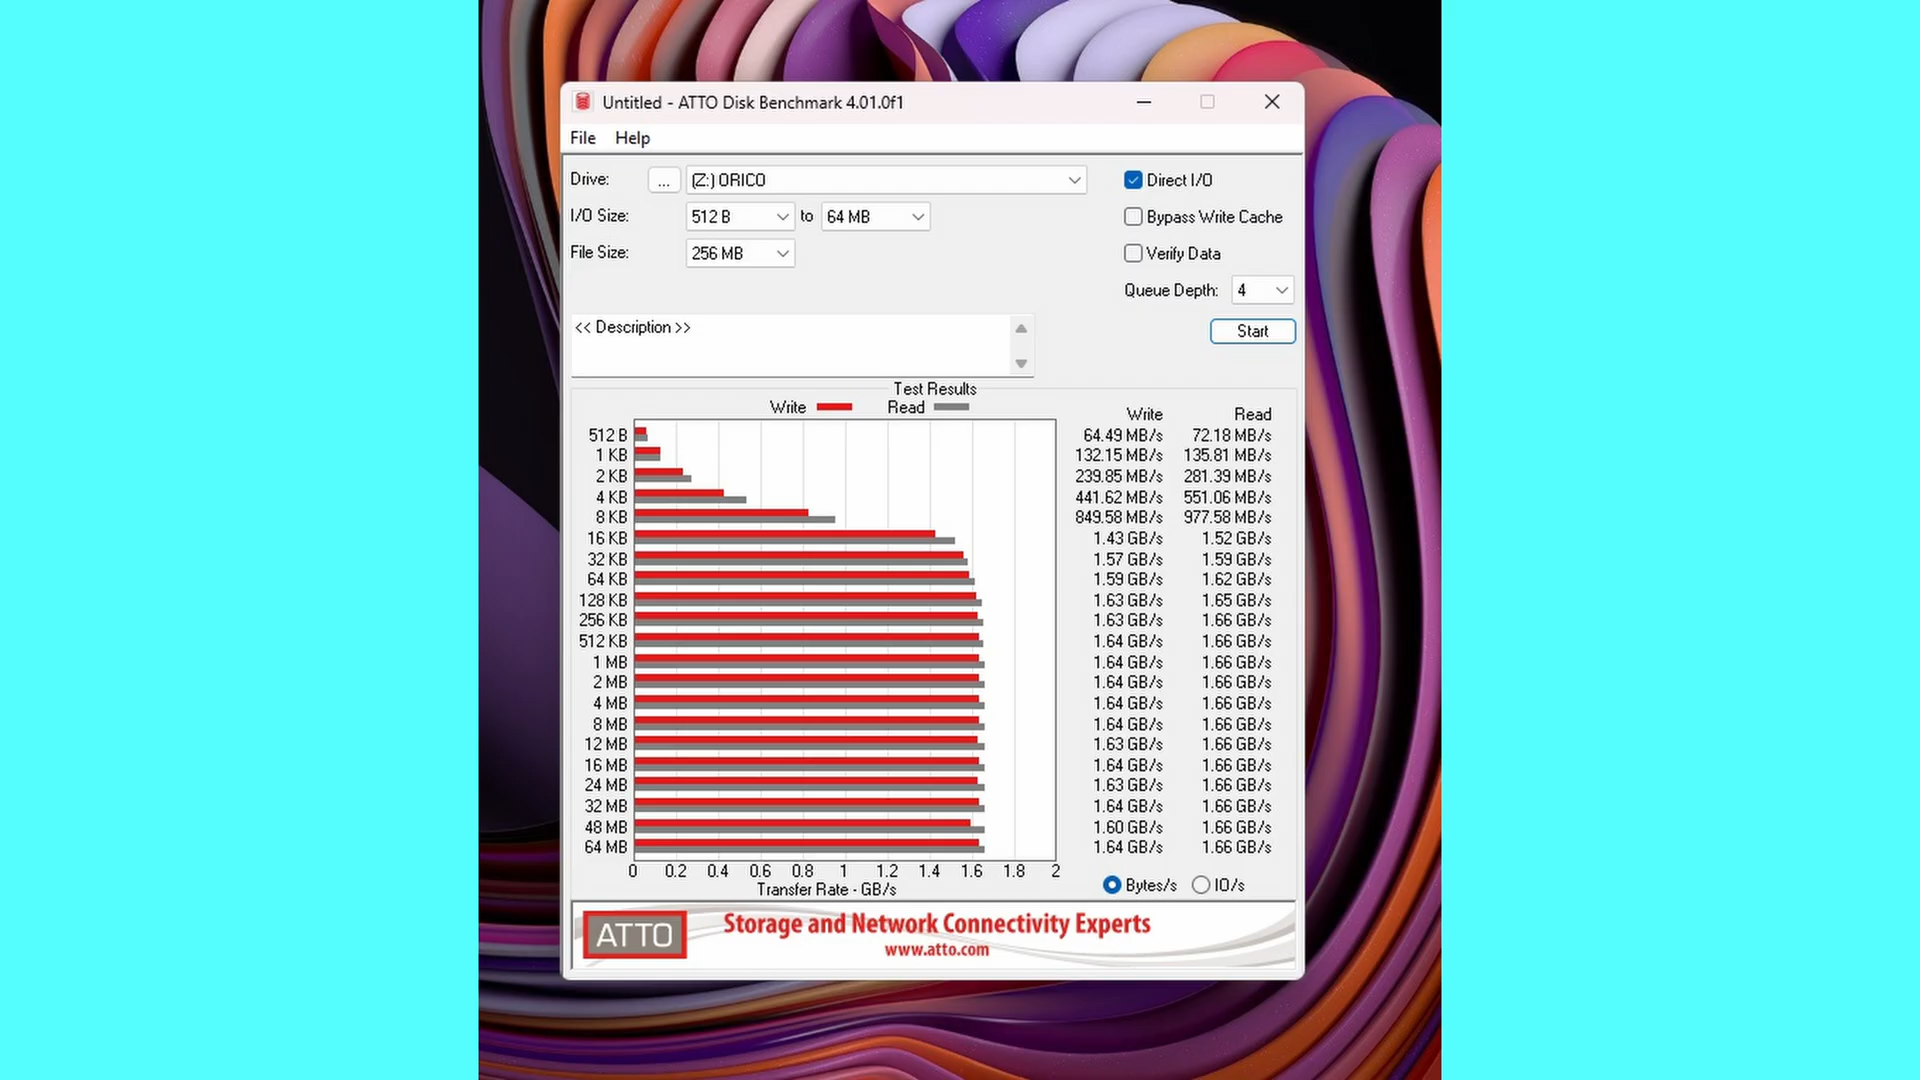 Untitled - ATTO Disk Benchmark 4.01.0f1
File Help
Drive: ... (Z:) ORICO
Direct I/O
I/O Size: 512 B to 64 MB
Bypass Write Cache
File Size: 256 MB
Verify Data
Queue Depth: 4
<< Description >>
Start
Test Results
Write Read
Write Read
512 B 64.49 MB/s 72.18 MB/s
1 KB 132.15 MB/s 135.81 MB/s
2 KB 239.85 MB/s 281.39 MB/s
4 KB 441.62 MB/s 551.06 MB/s
8 KB 849.58 MB/s 977.58 MB/s
16 KB 1.43 GB/s 1.52 GB/s
32 KB 1.57 GB/s 1.59 GB/s
64 KB 1.59 GB/s 1.62 GB/s
128 KB 1.63 GB/s 1.65 GB/s
256 KB 1.63 GB/s 1.66 GB/s
512 KB 1.64 GB/s 1.66 GB/s
1 MB 1.64 GB/s 1.66 GB/s
2 MB 1.64 GB/s 1.66 GB/s
4 MB 1.64 GB/s 1.66 GB/s
8 MB 1.64 GB/s 1.66 GB/s
12 MB 1.63 GB/s 1.66 GB/s
16 MB 1.64 GB/s 1.66 GB/s
24 MB 1.63 GB/s 1.66 GB/s
32 MB 1.64 GB/s 1.66 GB/s
48 MB 1.60 GB/s 1.66 GB/s
64 MB 1.64 GB/s 1.66 GB/s
0 0.2 0.4 0.6 0.8 1 1.2 1.4 1.6 1.8 2
Transfer Rate - GB/s
Bytes/s IO/s
ATTO
Storage and Network Connectivity Experts
www.atto.com